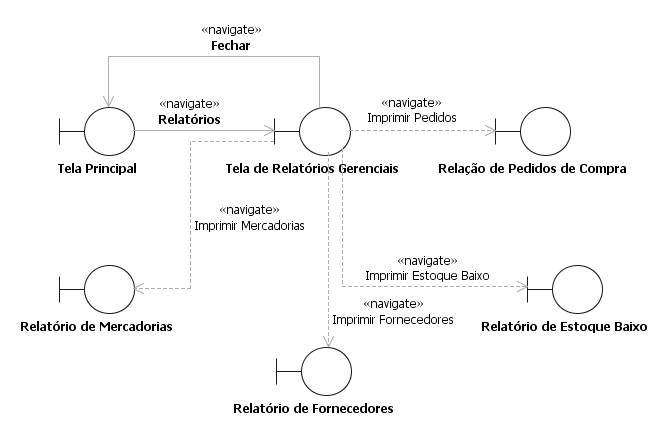 «navigate»
Fechar
«navigate»
Relatórios
«navigate»
Imprimir Pedidos
Tela Principal
Tela de Relatórios Gerenciais
Relação de Pedidos de Compra
«navigate»
Imprimir Mercadorias
«navigate»
Imprimir Estoque Baixo
«navigate»
Imprimir Fornecedores
Relatório de Mercadorias
Relatório de Estoque Baixo
Relatório de Fornecedores